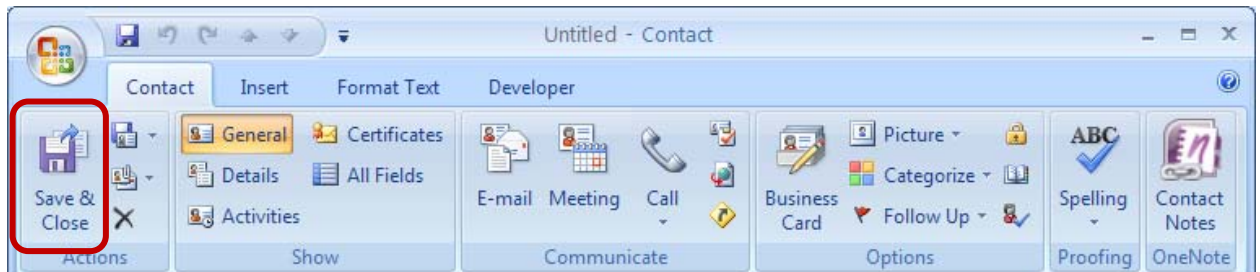 Untitled - Contact
Contact Insert Format Text Developer
Save & Close
General
Details
Activities
Certificates
All Fields
E-mail
Meeting
Call
Business Card
Picture
Categorize
Follow Up
ABC
Spelling
Contact Notes
Actions Show Communicate Options Proofing OneNote